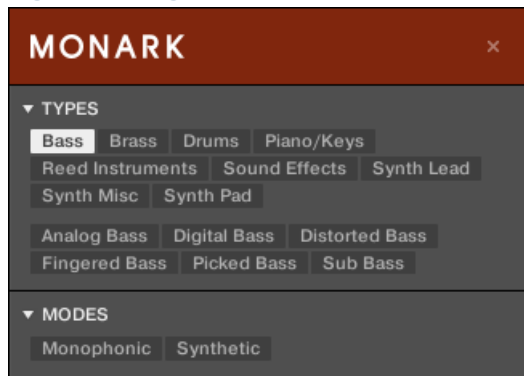 MONARK ×
▼ TYPES
Bass Brass Drums Piano/Keys
Reed Instruments Sound Effects Synth Lead
Synth Misc Synth Pad
Analog Bass Digital Bass Distorted Bass
Fingered Bass Picked Bass Sub Bass
▼ MODES
Monophonic Synthetic